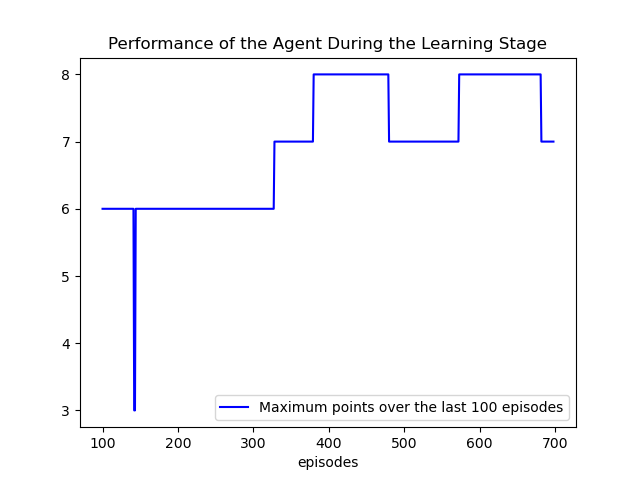 Performance of the Agent During the Learning Stage
8
7
6
5
4
3
Maximum points over the last 100 episodes
100 200 300 400 500 600 700
episodes